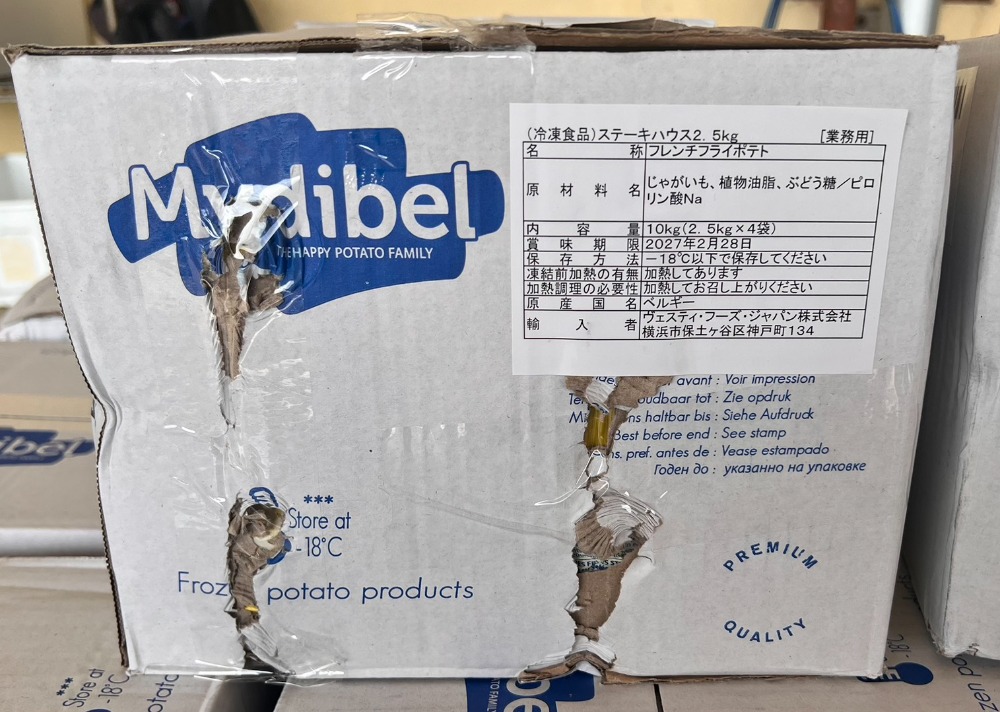 Mydibel
THE HAPPY POTATO FAMILY
(冷凍食品)ステーキハウス2.5kg [業務用]
名称 フレンチフライポテト
原材料名 じゃがいも、植物油脂、ぶどう糖/ピロ
リン酸Na
内容量 10kg(2.5kg×4袋)
賞味期限 2027年2月28日
保存方法 -18℃以下で保存してください
凍結前加熱の有無 加熱してあります
加熱調理の必要性 加熱してお召し上がりください
原産国名 ベルギー
輸入者 ヴェスティ・フーズ・ジャパン株式会社
横浜市保土ヶ谷区神戸町134
avant : Voir impression
tot : Zie opdruk
haltbar bis : Siehe Aufdruck
Best before end : See stamp
pref. antes de : Vease estampado
Годен до : указанно на упаковке
***
Store at
-18°C
potato products
PREMIUM
QUALITY
***
Store at
-18°C